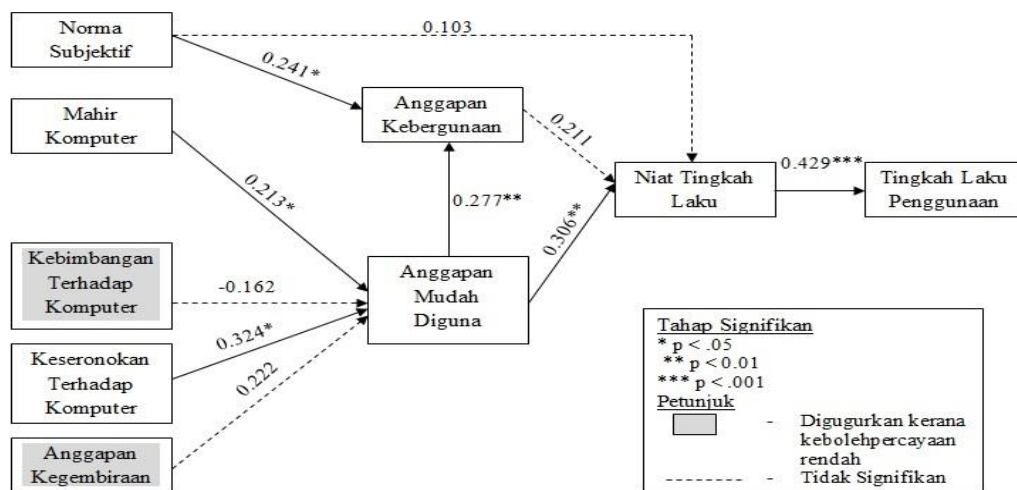 Norma
Subjektif
0.103
0.241*
Mahir
Komputer
Anggapan
Kebergunaan
0.211
0.213*
0.277**
Niat Tingkah
Laku
0.429***
Tingkah Laku
Penggunaan
0.306**
Kebimbangan
Terhadap
Komputer
-0.162
Anggapan
Mudah
Diguna
Keseronokan
Terhadap
Komputer
0.324*
0.222
Anggapan
Kegembiraan
Tahap Signifikan
* p < .05
** p < 0.01
*** p < .001
Petunjuk
- Digugurkan kerana
kebolehpercayaan
rendah
- Tidak Signifikan